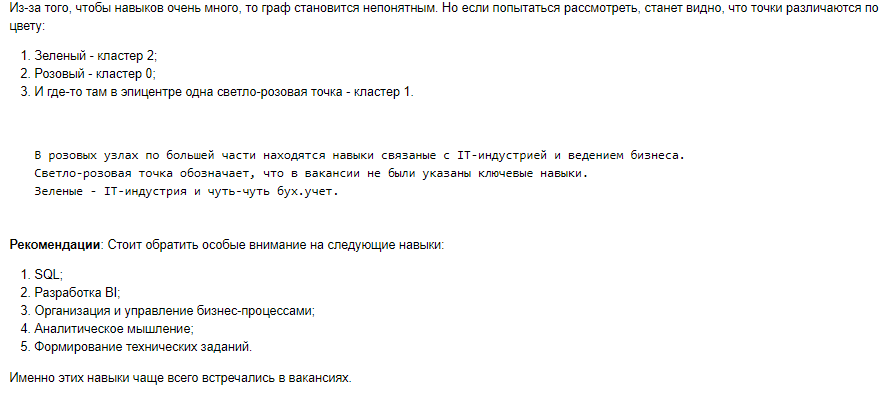 Из-за того, чтобы навыков очень много, то граф становится непонятным. Но если попытаться рассмотреть, станет видно, что точки различаются по
цвету:
1. Зеленый - кластер 2;
2. Розовый - кластер 0;
3. И где-то там в эпицентре одна светло-розовая точка - кластер 1.
В розовых узлах по большей части находятся навыки связаные с IT-индустрией и ведением бизнеса.
Светло-розовая точка обозначает, что в вакансии не были указаны ключевые навыки.
Зеленые - IT-индустрия и чуть-чуть бух.учет.
Рекомендации: Стоит обратить особые внимание на следующие навыки:
1. SQL;
2. Разработка BI;
3. Организация и управление бизнес-процессами;
4. Аналитическое мышление;
5. Формирование технических заданий.
Именно этих навыки чаще всего встречались в вакансиях.